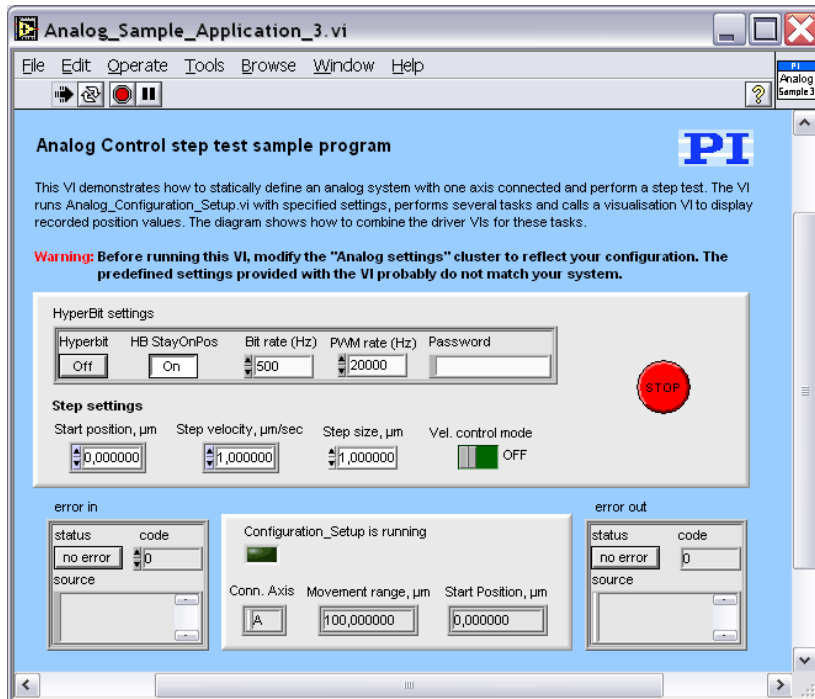 Analog_Sample_Application_3.vi
File Edit Operate Tools Browse Window Help
PI
Analog
Sample 3
?
Analog Control step test sample program
PI
This VI demonstrates how to statically define an analog system with one axis connected and perform a step test. The VI
runs Analog_Configuration_Setup.vi with specified settings, performs several tasks and calls a visualisation VI to display
recorded position values. The diagram shows how to combine the driver VIs for these tasks.
Warning: Before running this VI, modify the "Analog settings" cluster to reflect your configuration. The
predefined settings provided with the VI probably do not match your system.
HyperBit settings
Hyperbit HB StayOnPos Bit rate (Hz) PWM rate (Hz) Password
Off On 500 20000
STOP
Step settings
Start position, µm Step velocity, µm/sec Step size, µm Vel. control mode
0,000000 1,000000 1,000000 OFF
error in
status code
no error 0
source
Configuration_Setup is running
Conn. Axis Movement range, µm Start Position, µm
A 100,000000 0,000000
error out
status code
no error 0
source